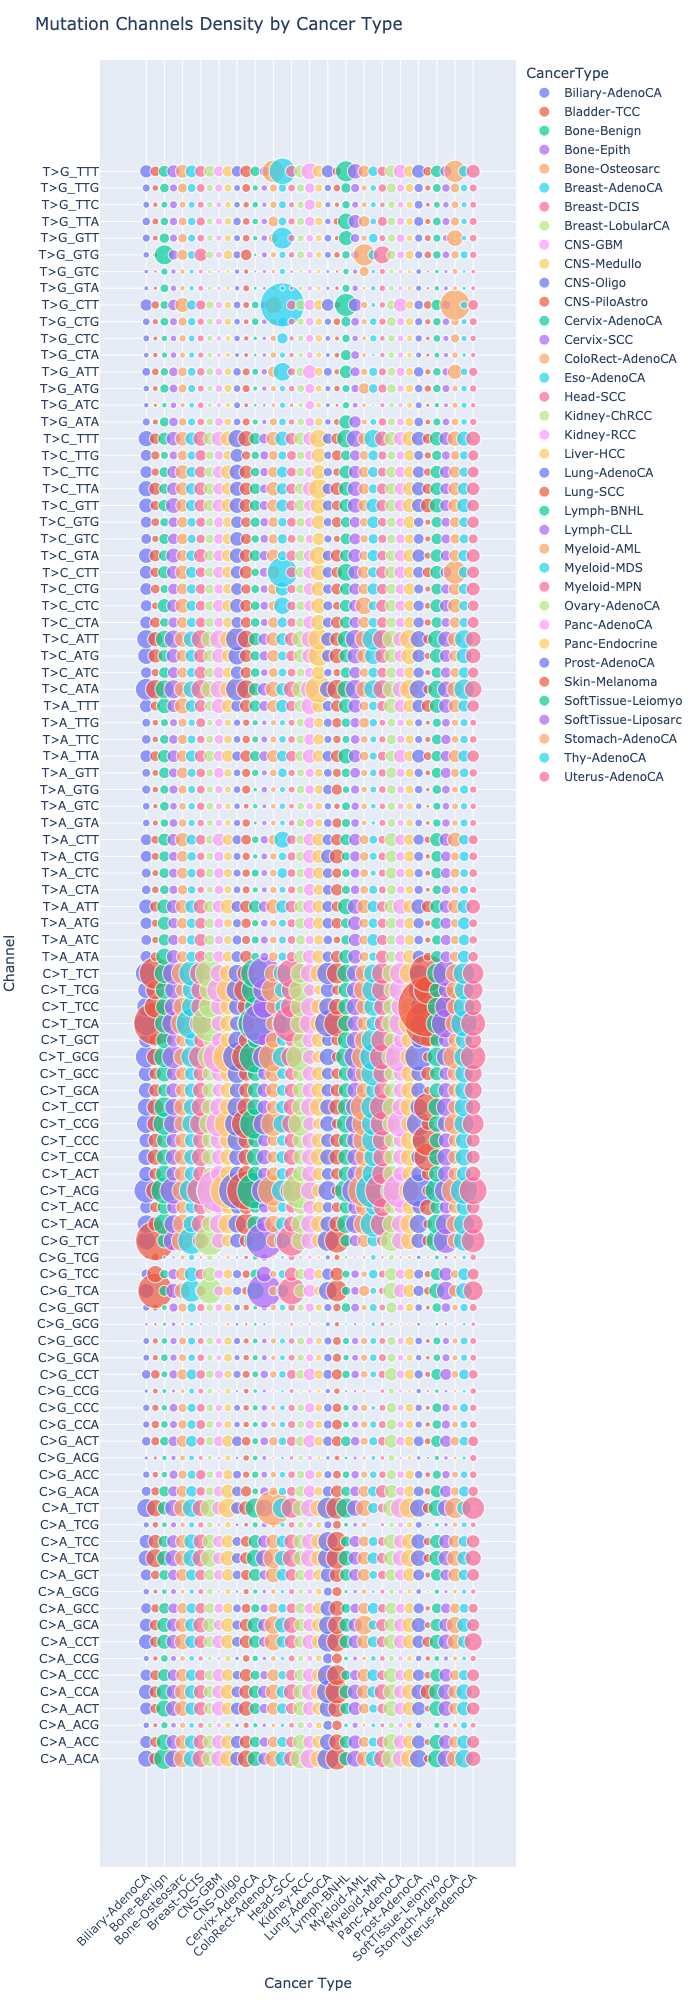 Mutation Channels Density by Cancer Type
CancerType
Biliary-AdenoCA
Bladder-TCC
Bone-Benign
Bone-Epith
Bone-Osteosarc
Breast-AdenoCA
Breast-DCIS
Breast-LobularCA
CNS-GBM
CNS-Medullo
CNS-Oligo
CNS-PiloAstro
Cervix-AdenoCA
Cervix-SCC
ColoRect-AdenoCA
Eso-AdenoCA
Head-SCC
Kidney-ChRCC
Kidney-RCC
Liver-HCC
Lung-AdenoCA
Lung-SCC
Lymph-BNHL
Lymph-CLL
Myeloid-AML
Myeloid-MDS
Myeloid-MPN
Ovary-AdenoCA
Panc-AdenoCA
Panc-Endocrine
Prost-AdenoCA
Skin-Melanoma
SoftTissue-Leiomyo
SoftTissue-Liposarc
Stomach-AdenoCA
Thy-AdenoCA
Uterus-AdenoCA
Channel
T>G_TTT
T>G_TTG
T>G_TTC
T>G_TTA
T>G_GTT
T>G_GTG
T>G_GTC
T>G_GTA
T>G_CTT
T>G_CTG
T>G_CTC
T>G_CTA
T>G_ATT
T>G_ATG
T>G_ATC
T>G_ATA
T>C_TTT
T>C_TTG
T>C_TTC
T>C_TTA
T>C_GTT
T>C_GTG
T>C_GTC
T>C_GTA
T>C_CTT
T>C_CTG
T>C_CTC
T>C_CTA
T>C_ATT
T>C_ATG
T>C_ATC
T>C_ATA
T>A_TTT
T>A_TTG
T>A_TTC
T>A_TTA
T>A_GTT
T>A_GTG
T>A_GTC
T>A_GTA
T>A_CTT
T>A_CTG
T>A_CTC
T>A_CTA
T>A_ATT
T>A_ATG
T>A_ATC
T>A_ATA
C>T_TCT
C>T_TCG
C>T_TCC
C>T_TCA
C>T_GCT
C>T_GCG
C>T_GCC
C>T_GCA
C>T_CCT
C>T_CCG
C>T_CCC
C>T_CCA
C>T_ACT
C>T_ACG
C>T_ACC
C>T_ACA
C>G_TCT
C>G_TCG
C>G_TCC
C>G_TCA
C>G_GCT
C>G_GCG
C>G_GCC
C>G_GCA
C>G_CCT
C>G_CCG
C>G_CCC
C>G_CCA
C>G_ACT
C>G_ACG
C>G_ACC
C>G_ACA
C>A_TCT
C>A_TCG
C>A_TCC
C>A_TCA
C>A_GCT
C>A_GCG
C>A_GCC
C>A_GCA
C>A_CCT
C>A_CCG
C>A_CCC
C>A_CCA
C>A_ACT
C>A_ACG
C>A_ACC
C>A_ACA
Biliary-AdenoCA
Bone-Benign
Bone-Osteosarc
Breast-DCIS
CNS-GBM
CNS-Oligo
Cervix-AdenoCA
ColoRect-AdenoCA
Head-SCC
Kidney-RCC
Lung-AdenoCA
Lymph-BNHL
Myeloid-AML
Myeloid-MPN
Panc-AdenoCA
Prost-AdenoCA
SoftTissue-Leiomyo
Stomach-AdenoCA
Uterus-AdenoCA
Cancer Type